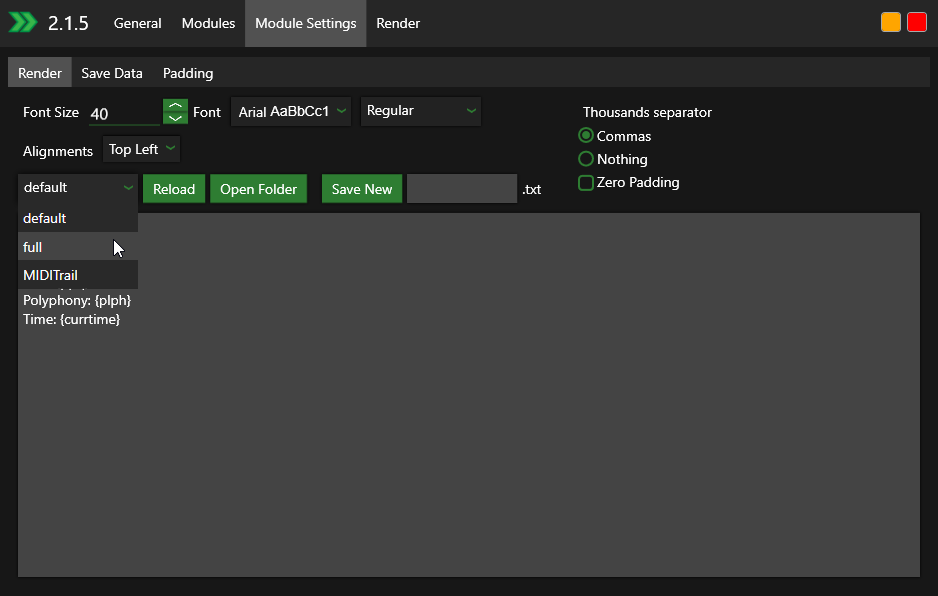 2.1.5 General Modules Module Settings Render
Render Save Data Padding
Font Size 40 Font Arial AaBbCc1 Regular
Thousands separator
Commas
Nothing
Zero Padding
Alignments Top Left
default Reload Open Folder Save New .txt
default
full
MIDITrail
Polyphony: {plph}
Time: {currtime}